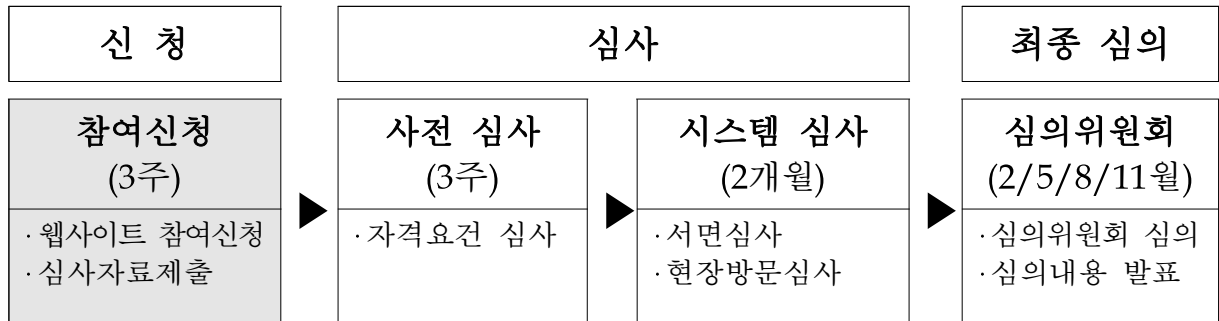 신 청
심사
최종 심의
참여신청
(3주)
·웹사이트 참여신청
·심사자료제출
사전 심사
(3주)
·자격요건 심사
시스템 심사
(2개월)
·서면심사
·현장방문심사
심의위원회
(2/5/8/11월)
·심의위원회 심의
·심의내용 발표